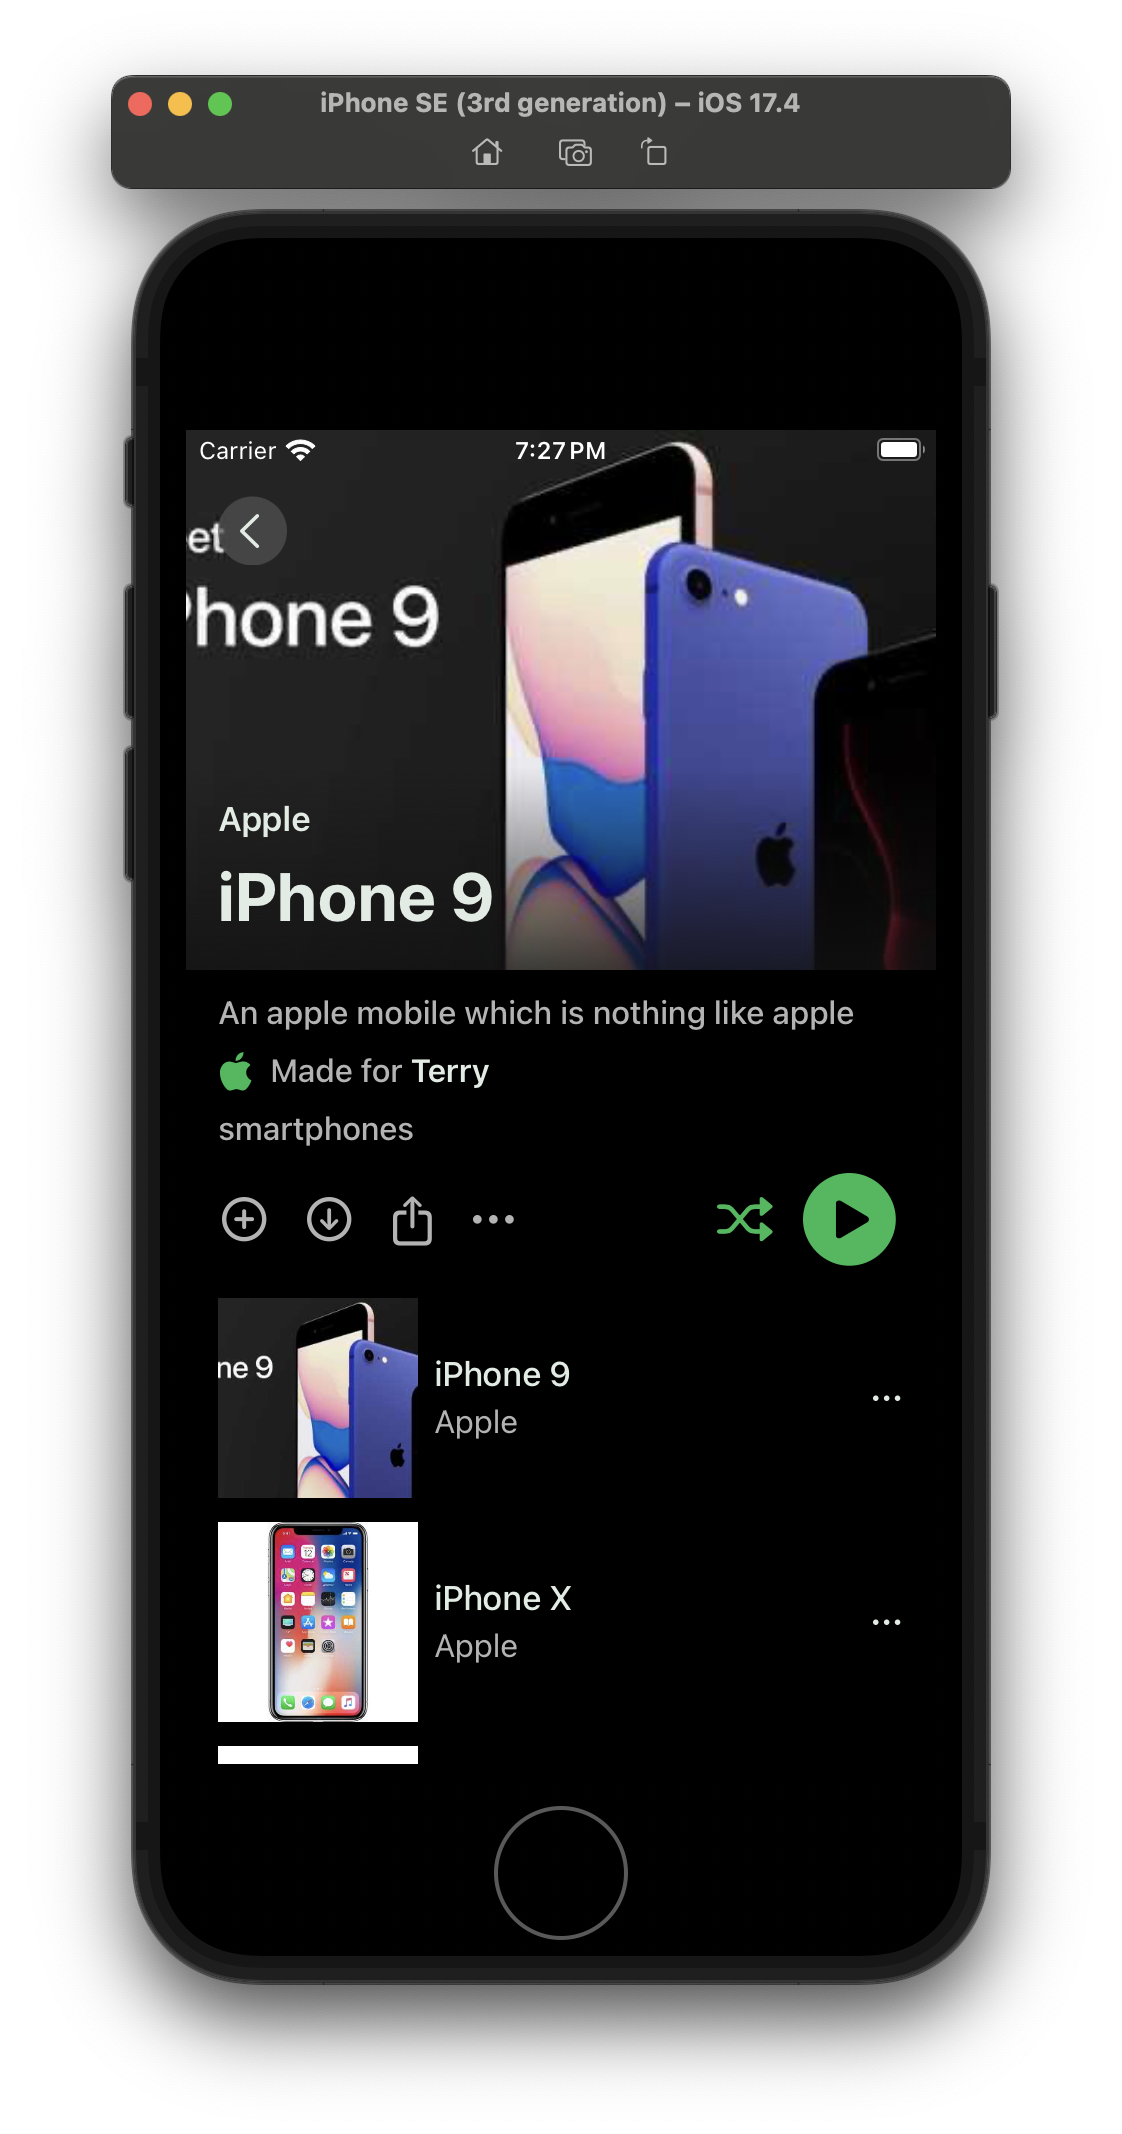 iPhone SE (3rd generation) – iOS 17.4
Carrier
7:27 PM
et
Phone 9
Apple
iPhone 9
An apple mobile which is nothing like apple
Made for Terry
smartphones
ne 9
iPhone 9
Apple
iPhone X
Apple